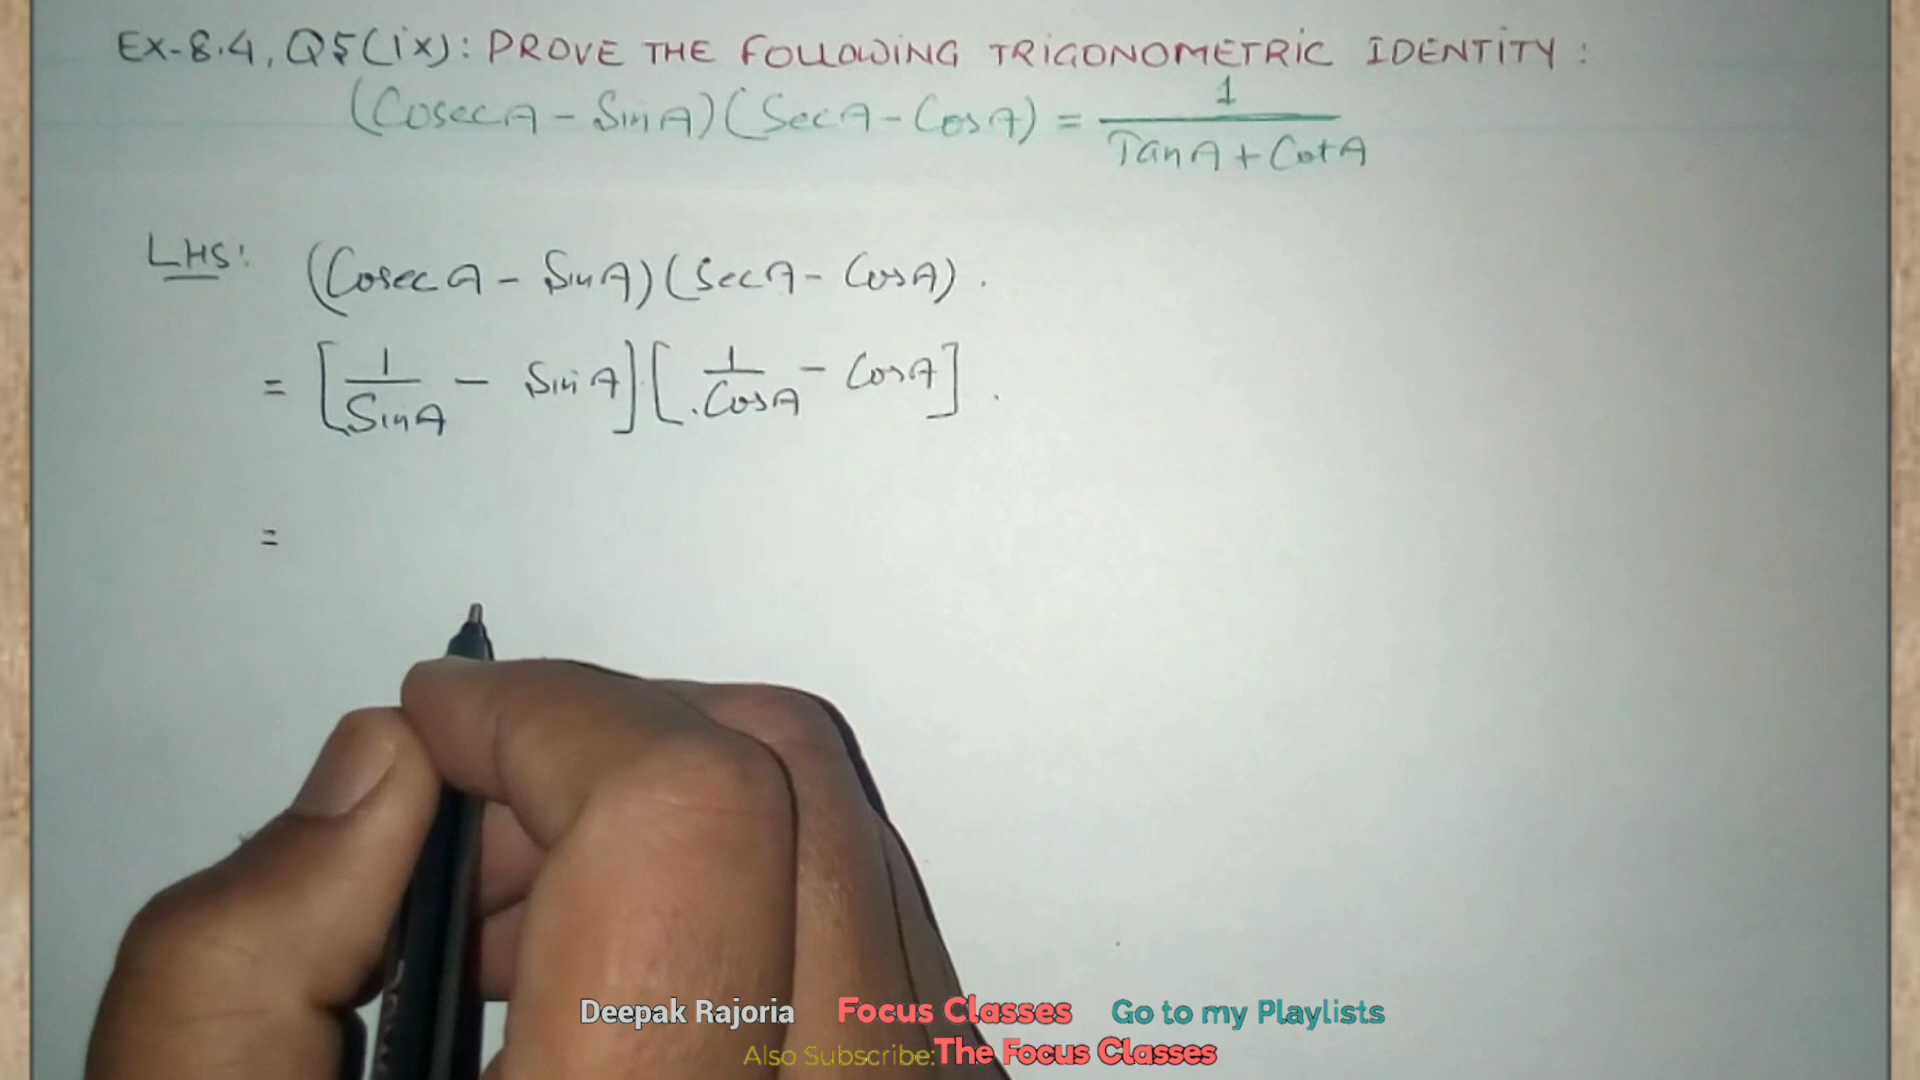 EX-8.4, Q5(ix): PROVE THE FOLLOWING TRIGONOMETRIC IDENTITY:
(CosecA - SinA)(SecA - CosA) = 1/(TanA + CotA)
LHS: (CosecA - SinA)(SecA - CosA).
= [1/SinA - SinA][1/CosA - CosA].
=
Deepak Rajoria Focus Classes Go to my Playlists
Also Subscribe:The Focus Classes